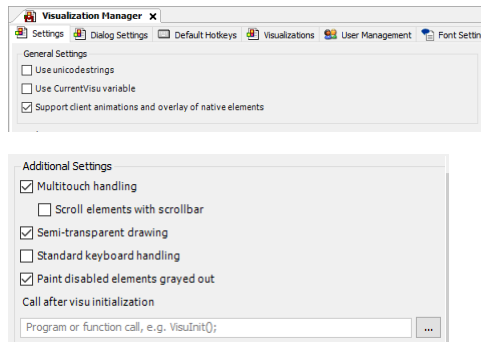 Visualization Manager x
Settings Dialog Settings Default Hotkeys Visualizations User Management Font Settin
General Settings
Use unicodestrings
Use CurrentVisu variable
Support client animations and overlay of native elements
Additional Settings
Multitouch handling
Scroll elements with scrollbar
Semi-transparent drawing
Standard keyboard handling
Paint disabled elements grayed out
Call after visu initialization
Program or function call, e.g. VisuInit();
...